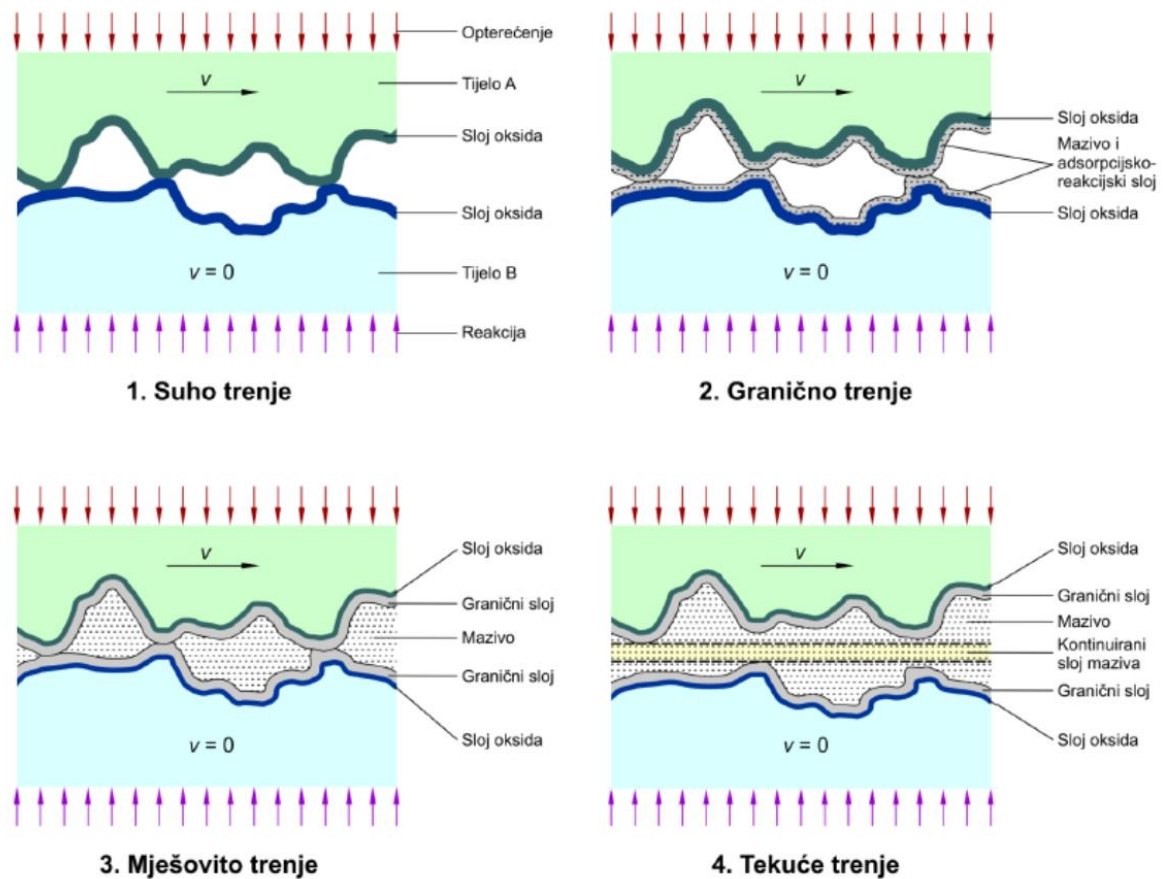 Opterećenje
v
Tijelo A
Sloj oksida
Sloj oksida
v = 0
Tijelo B
Reakcija
1. Suho trenje
v
Sloj oksida
Mazivo i
adsorpcijsko-
reakcijski sloj
Sloj oksida
v = 0
2. Granično trenje
v
Sloj oksida
Granični sloj
Mazivo
Granični sloj
Sloj oksida
v = 0
3. Mješovito trenje
v
Sloj oksida
Granični sloj
Mazivo
Kontinuirani
sloj maziva
Granični sloj
Sloj oksida
v = 0
4. Tekuće trenje